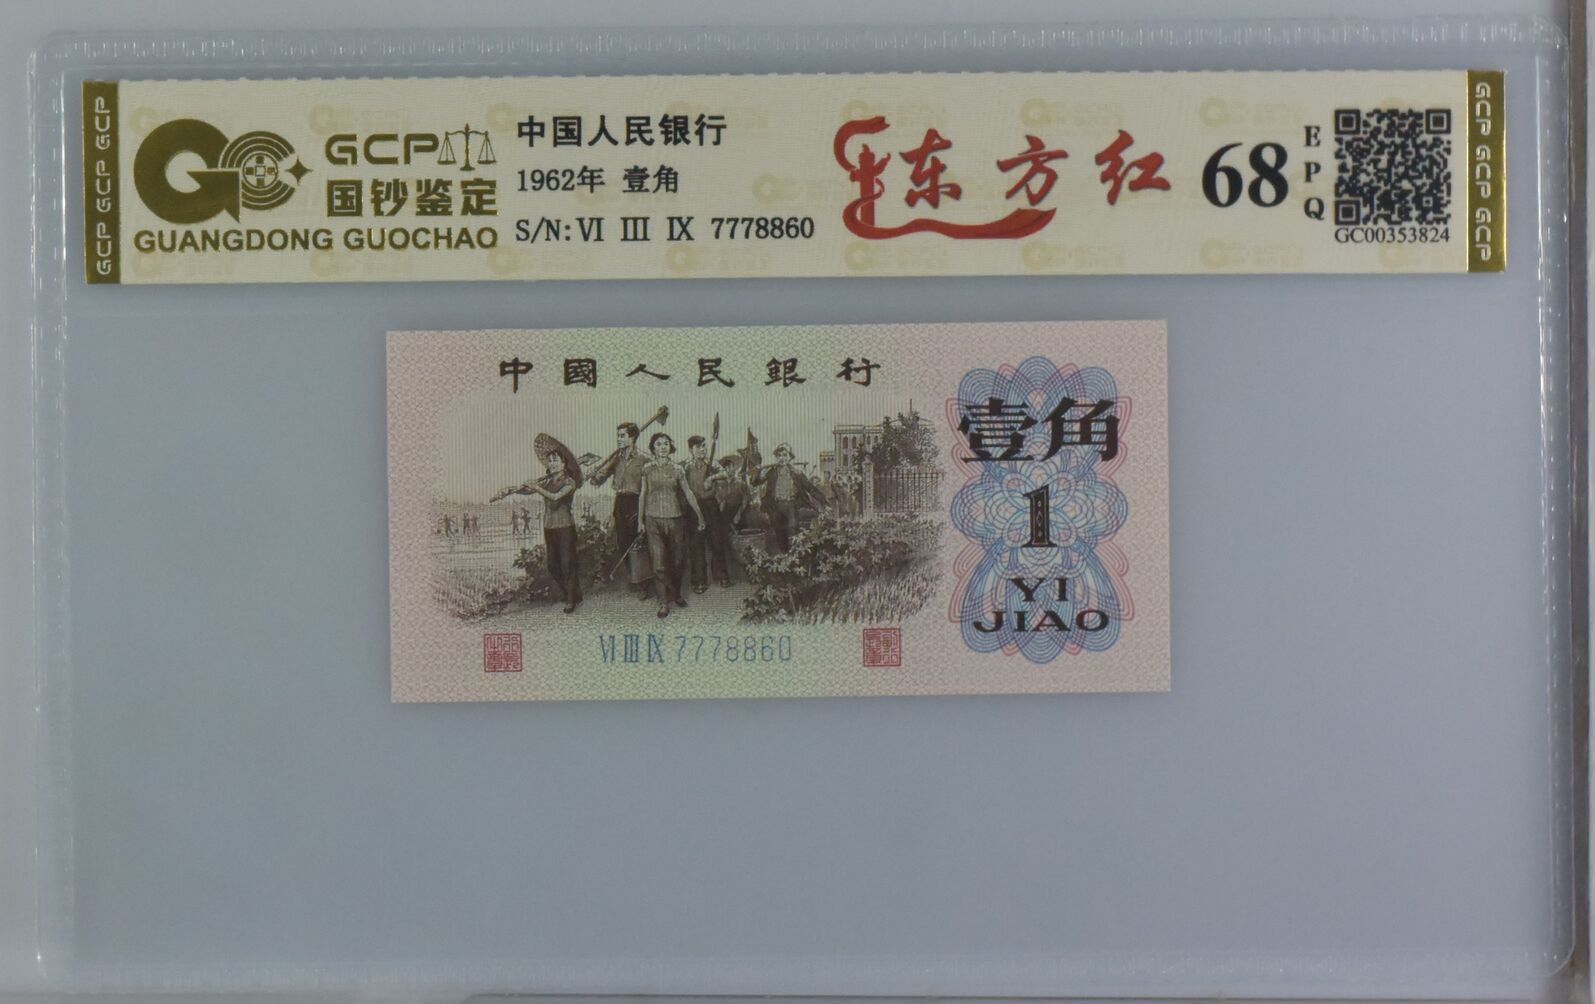 GCP GCP GCP
GCP
国钞鉴定
GUANGDONG GUOCHAO
中国人民银行
1962年 壹角
S/N: VI III IX 7778860
东方红
68
EPQ
GC00353824
GCP GCP GCP
中國人民銀行
壹角
1
YI
JIAO
VI III IX 7778860